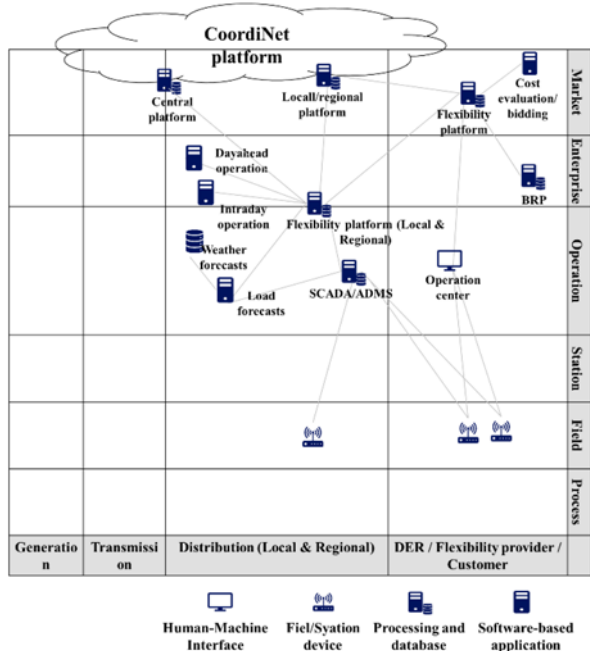 CoordiNet
platform
Central
platform
Locall/regional
platform
Flexibility
platform
Cost
evaluation/
bidding
Market
Dayahead
operation
Intraday
operation
Flexibility platform (Local &
Regional)
BRP
Enterprise
Weather
forecasts
Load
forecasts
SCADA/ADMS
Operation
center
Operation
Station
Field
Process
Generatio
n
Transmissi
on
Distribution (Local & Regional)
DER / Flexibility provider /
Customer
Human-Machine
Interface
Fiel/Syation
device
Processing and
database
Software-based
application